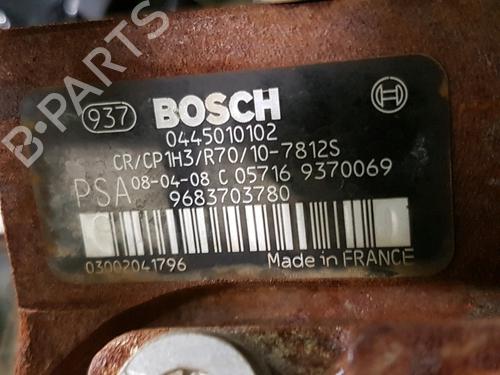 B-PARTS
937 BOSCH
0445010102
CR/CP1H3/R70/10-7812S
PSA 08-04-08 C 05716 9370069
9683703780
03002041796 Made in FRANCE